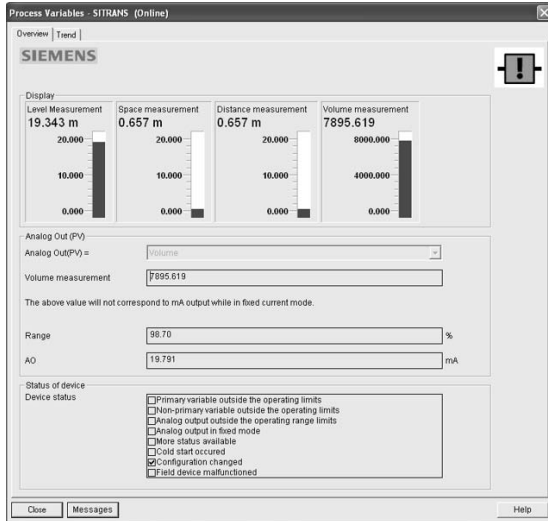 Process Variables - SITRANS (Online)
Overview Trend
SIEMENS
Display
Level Measurement Space measurement Distance measurement Volume measurement
19.343 m 0.657 m 0.657 m 7895.619
20.000 20.000 20.000 8000.000
10.000 10.000 10.000 4000.000
0.000 0.000 0.000 0.000
Analog Out (PV)
Analog Out(PV) = Volume
Volume measurement 7895.619
The above value will not correspond to mA output while in fixed current mode.
Range 98.70 %
AO 19.791 mA
Status of device
Device status
Primary variable outside the operating limits
Non-primary variable outside the operating limits
Analog output outside the operating range limits
Analog output in fixed mode
More status available
Cold start occured
Configuration changed
Field device malfunctioned
Close Messages Help